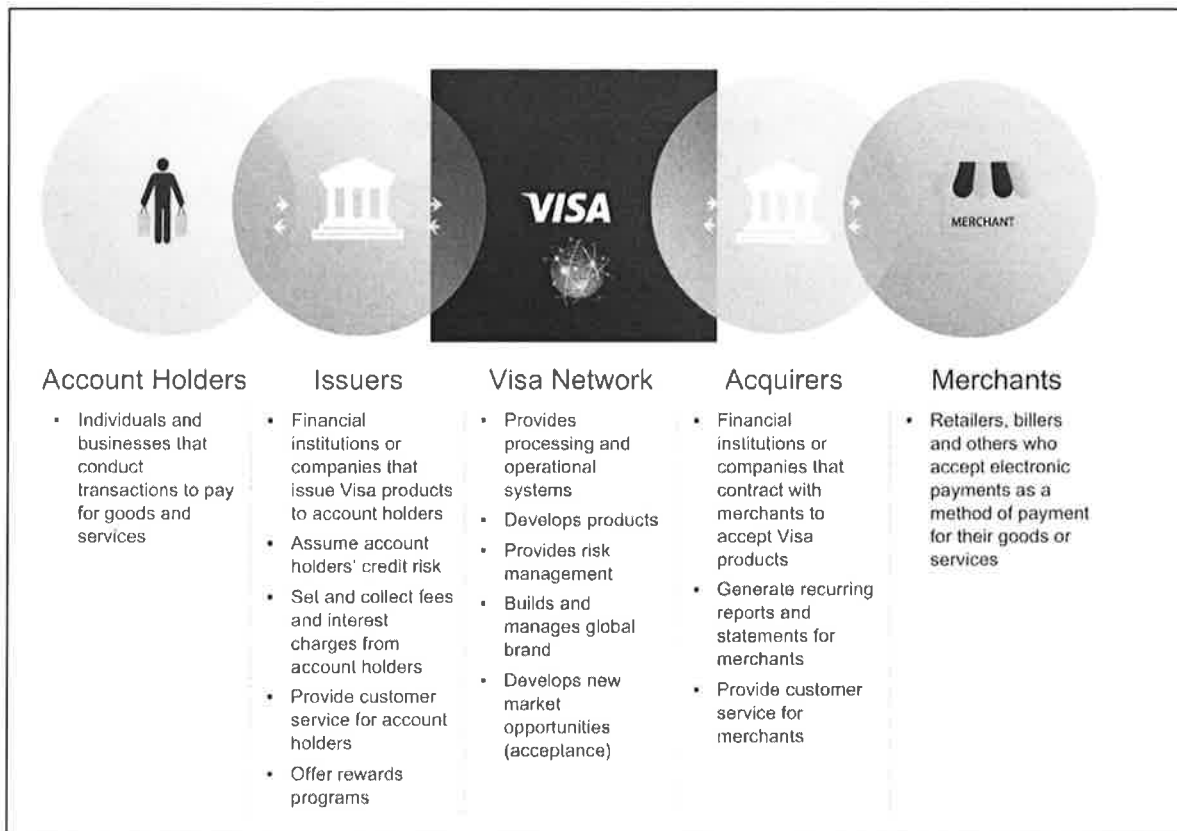 VISA
MERCHANT
Account Holders
▪ Individuals and
businesses that
conduct
transactions to pay
for goods and
services
Issuers
• Financial
institutions or
companies that
issue Visa products
to account holders
• Assume account
holders' credit risk
• Set and collect fees
and interest
charges from
account holders
• Provide customer
service for account
holders
• Offer rewards
programs
Visa Network
▪ Provides
processing and
operational
systems
▪ Develops products
▪ Provides risk
management
▪ Builds and
manages global
brand
▪ Develops new
market
opportunities
(acceptance)
Acquirers
• Financial
institutions or
companies that
contract with
merchants to
accept Visa
products
• Generate recurring
reports and
statements for
merchants
• Provide customer
service for
merchants
Merchants
• Retailers, billers
and others who
accept electronic
payments as a
method of payment
for their goods or
services